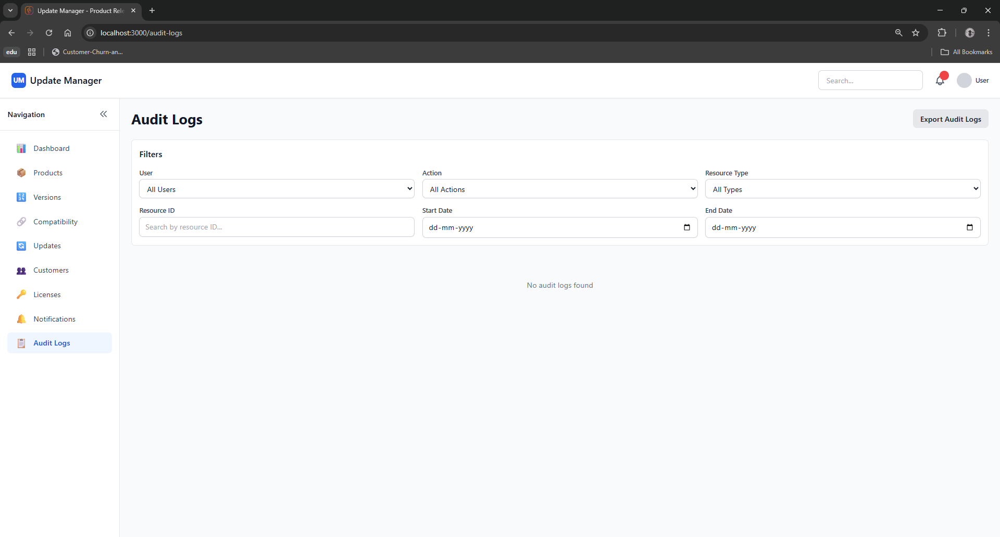 Update Manager - Product Rele
localhost:3000/audit-logs
edu
Customer-Churn-an...
All Bookmarks
UM
Update Manager
Search...
User
Navigation
Dashboard
Products
Versions
Compatibility
Updates
Customers
Licenses
Notifications
Audit Logs
Audit Logs
Export Audit Logs
Filters
User
Action
Resource Type
All Users
All Actions
All Types
Resource ID
Start Date
End Date
Search by resource ID...
dd-mm-yyyy
dd-mm-yyyy
No audit logs found